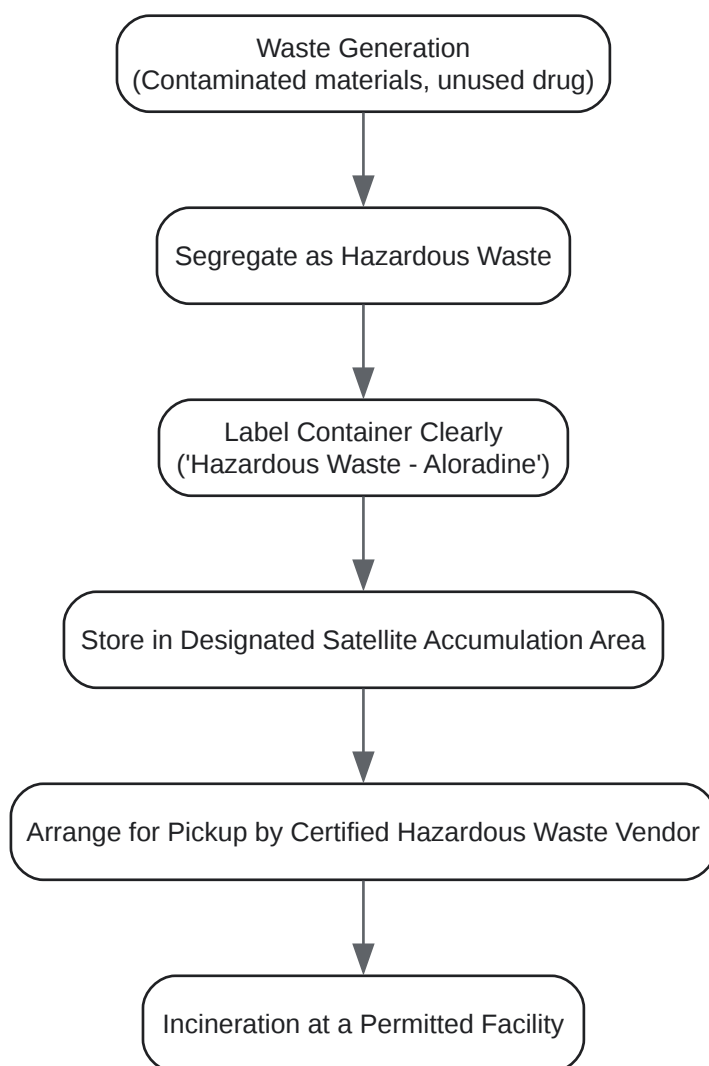 Waste Generation
(Contaminated materials, unused drug)
Segregate as Hazardous Waste
Label Container Clearly
('Hazardous Waste - Aloradine')
Store in Designated Satellite Accumulation Area
Arrange for Pickup by Certified Hazardous Waste Vendor
Incineration at a Permitted Facility